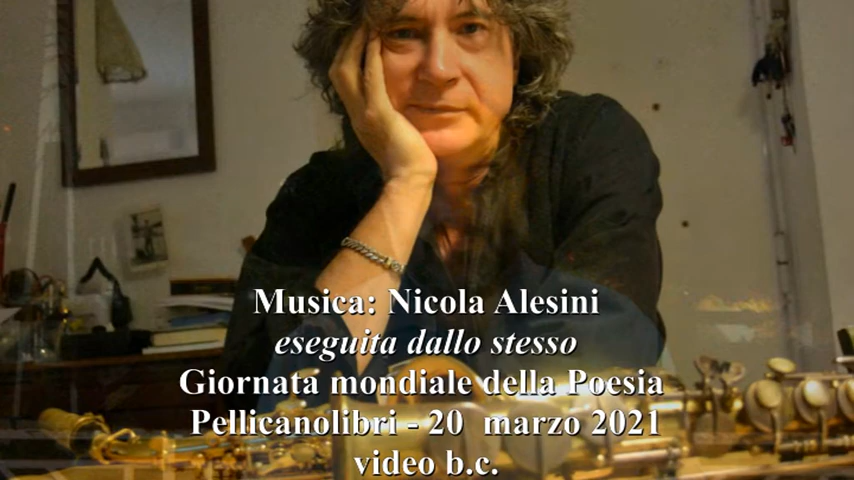 Musica: Nicola Alesini
eseguita dallo stesso
Giornata mondiale della Poesia
Pellicanolibri - 20 marzo 2021
video b.c.